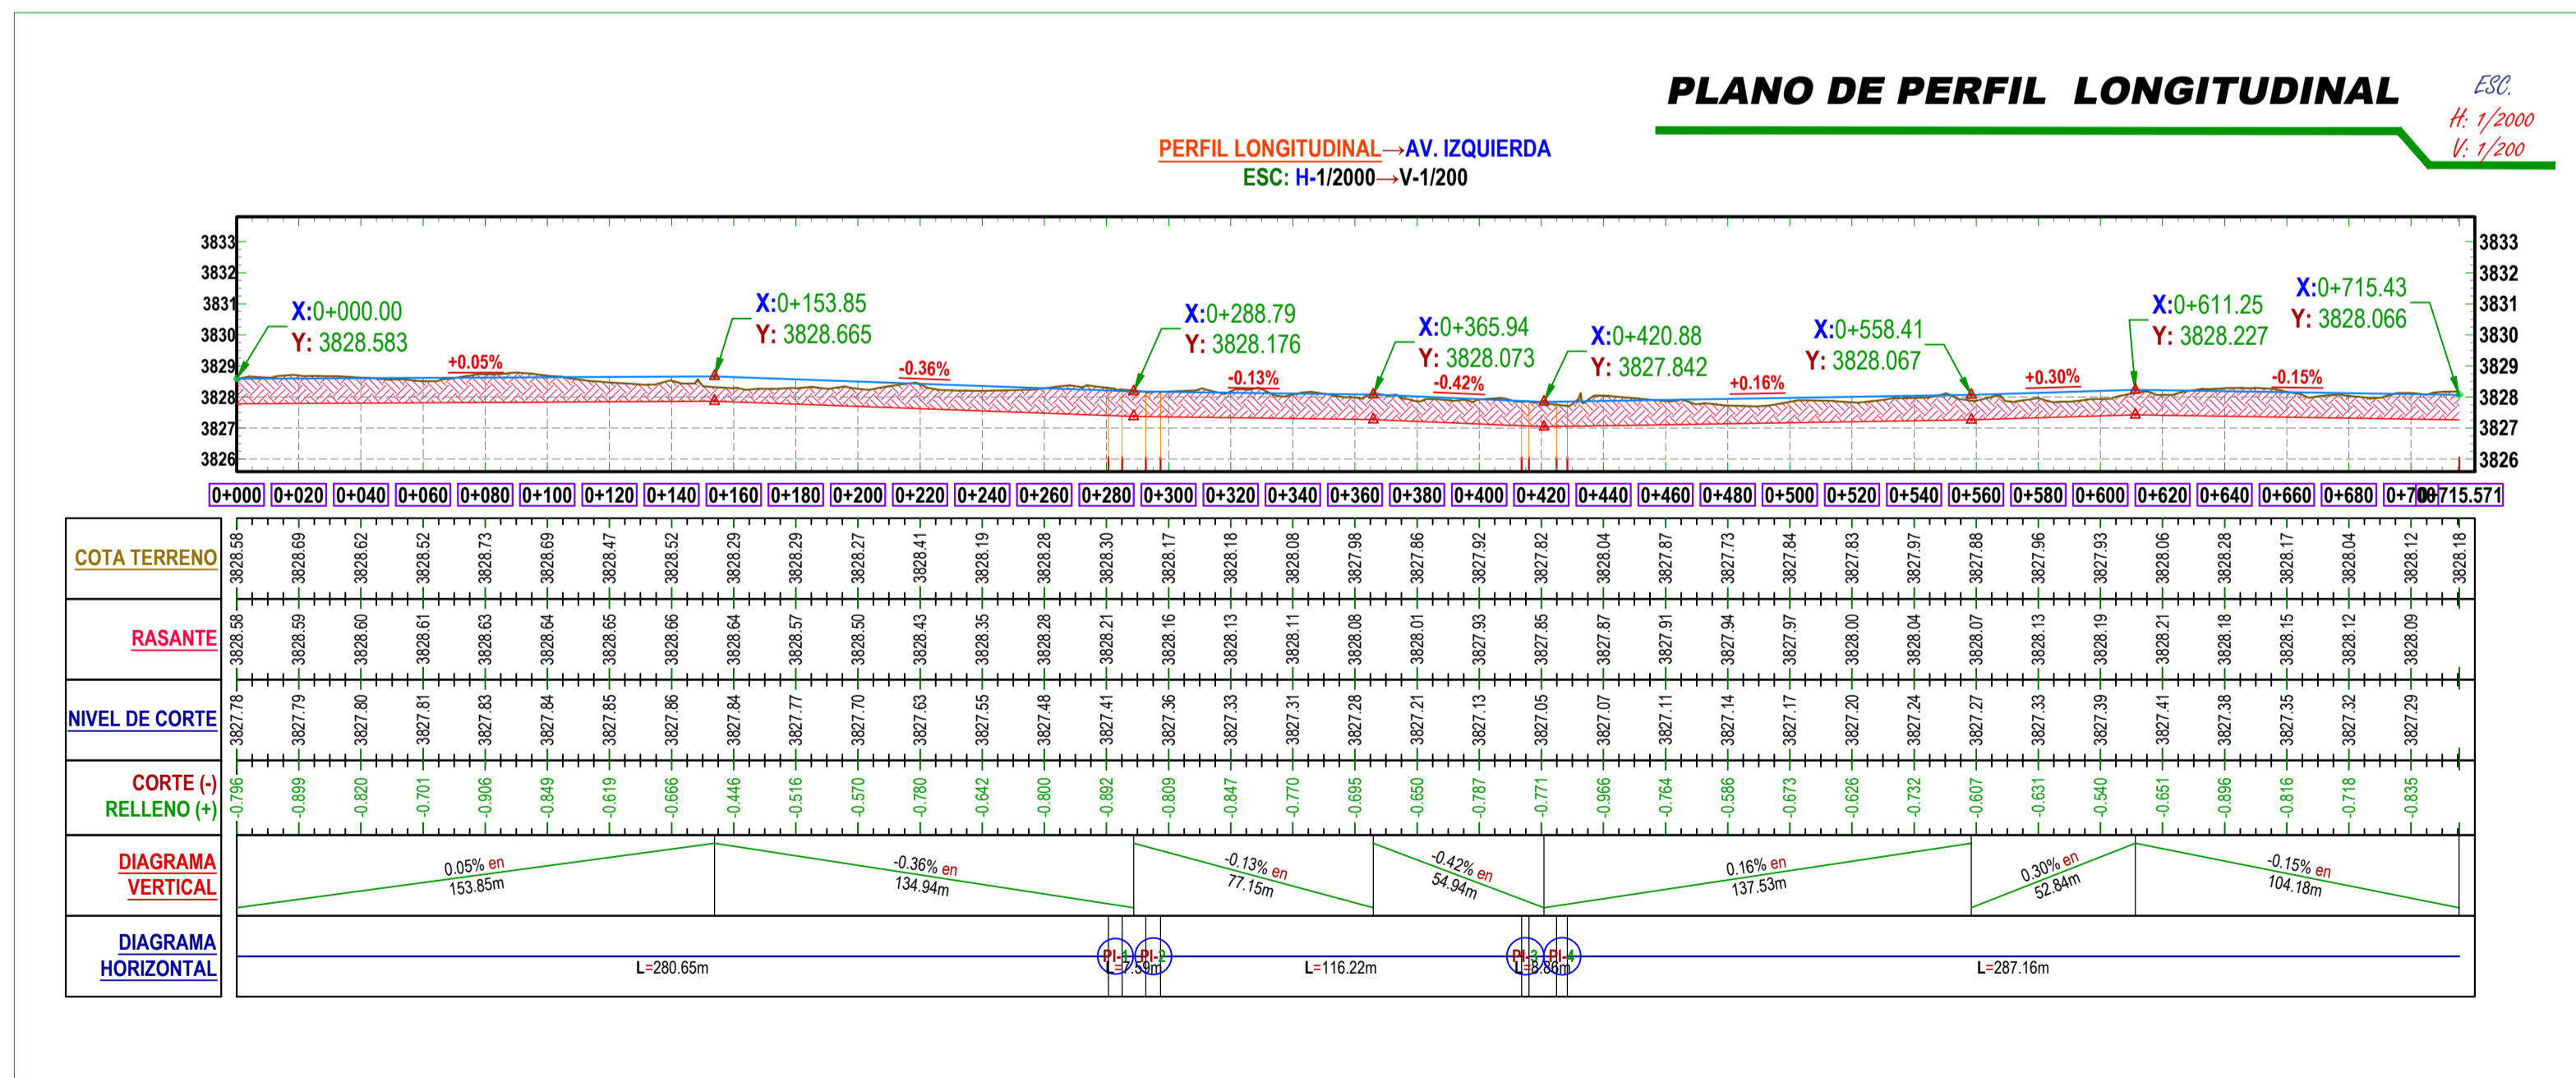 PLANO DE PERFIL LONGITUDINAL
ESC.
H: 1/2000
V: 1/200
PERFIL LONGITUDINAL→AV. IZQUIERDA
ESC: H-1/2000→V-1/200
3833 3833
3832 3832
3831 3831
3830 3830
3829 3829
3828 3828
3827 3827
3826 3826
X:0+000.00
Y: 3828.583
X:0+153.85
Y: 3828.665
X:0+288.79
Y: 3828.176
X:0+365.94
Y: 3828.073
X:0+420.88
Y: 3827.842
X:0+558.41
Y: 3828.067
X:0+611.25
Y: 3828.227
X:0+715.43
Y: 3828.066
+0.05% -0.36% -0.13% -0.42% +0.16% +0.30% -0.15%
0+000 0+020 0+040 0+060 0+080 0+100 0+120 0+140 0+160 0+180 0+200 0+220 0+240 0+260 0+280 0+300 0+320 0+340 0+360 0+380 0+400 0+420 0+440 0+460 0+480 0+500 0+520 0+540 0+560 0+580 0+600 0+620 0+640 0+660 0+680 0+700 0+715.571
COTA TERRENO
3828.58 3828.69 3828.62 3828.52 3828.73 3828.69 3828.47 3828.52 3828.29 3828.29 3828.27 3828.41 3828.19 3828.28 3828.30 3828.17 3828.18 3828.08 3827.98 3827.86 3827.92 3827.82 3828.04 3827.87 3827.73 3827.84 3827.83 3827.97 3827.88 3827.96 3827.93 3828.06 3828.28 3828.17 3828.04 3828.12 3828.18
RASANTE
3828.58 3828.59 3828.60 3828.61 3828.63 3828.64 3828.65 3828.66 3828.64 3828.57 3828.50 3828.43 3828.35 3828.28 3828.21 3828.16 3828.13 3828.11 3828.08 3828.01 3827.93 3827.85 3827.87 3827.91 3827.94 3827.97 3828.00 3828.04 3828.07 3828.13 3828.19 3828.21 3828.18 3828.15 3828.12 3828.09
NIVEL DE CORTE
3827.78 3827.79 3827.80 3827.81 3827.83 3827.84 3827.85 3827.86 3827.84 3827.77 3827.70 3827.63 3827.55 3827.48 3827.41 3827.36 3827.33 3827.31 3827.28 3827.21 3827.13 3827.05 3827.07 3827.11 3827.14 3827.17 3827.20 3827.24 3827.27 3827.33 3827.39 3827.41 3827.38 3827.35 3827.32 3827.29
CORTE (-)
RELLENO (+)
-0.796 -0.899 -0.820 -0.701 -0.906 -0.849 -0.619 -0.666 -0.446 -0.516 -0.570 -0.780 -0.642 -0.800 -0.892 -0.809 -0.847 -0.770 -0.695 -0.650 -0.787 -0.771 -0.966 -0.764 -0.586 -0.673 -0.626 -0.732 -0.607 -0.631 -0.540 -0.651 -0.896 -0.816 -0.718 -0.835
DIAGRAMA
VERTICAL
0.05% en
153.85m
-0.36% en
134.94m
-0.13% en
77.15m
-0.42% en
54.94m
0.16% en
137.53m
0.30% en
52.84m
-0.15% en
104.18m
DIAGRAMA
HORIZONTAL
PI-1 PI-2 PI-3 PI-4
L=280.65m L=7.59m L=116.22m L=8.86m L=287.16m